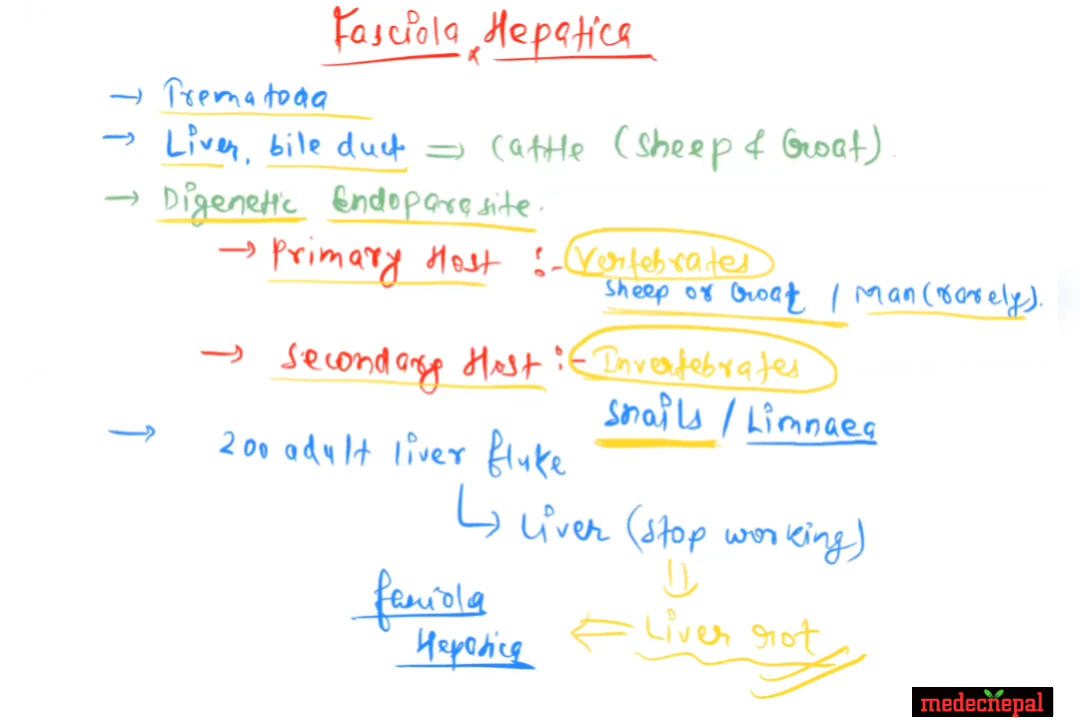 Fasciola Hepatica
→ Trematoda
→ Liver, bile duct ⇒ Cattle (Sheep & Goat).
→ Digenetic Endoparasite.
→ Primary Host :- Vertebrates
Sheep or Goat / Man (rarely).
→ Secondary Host :- Invertebrates
Snails / Limnaea
→ 200 adult liver fluke
↳ Liver (Stop working)
⇓
fasciola ⇐ Liver rot
Hepatica
medecnepal